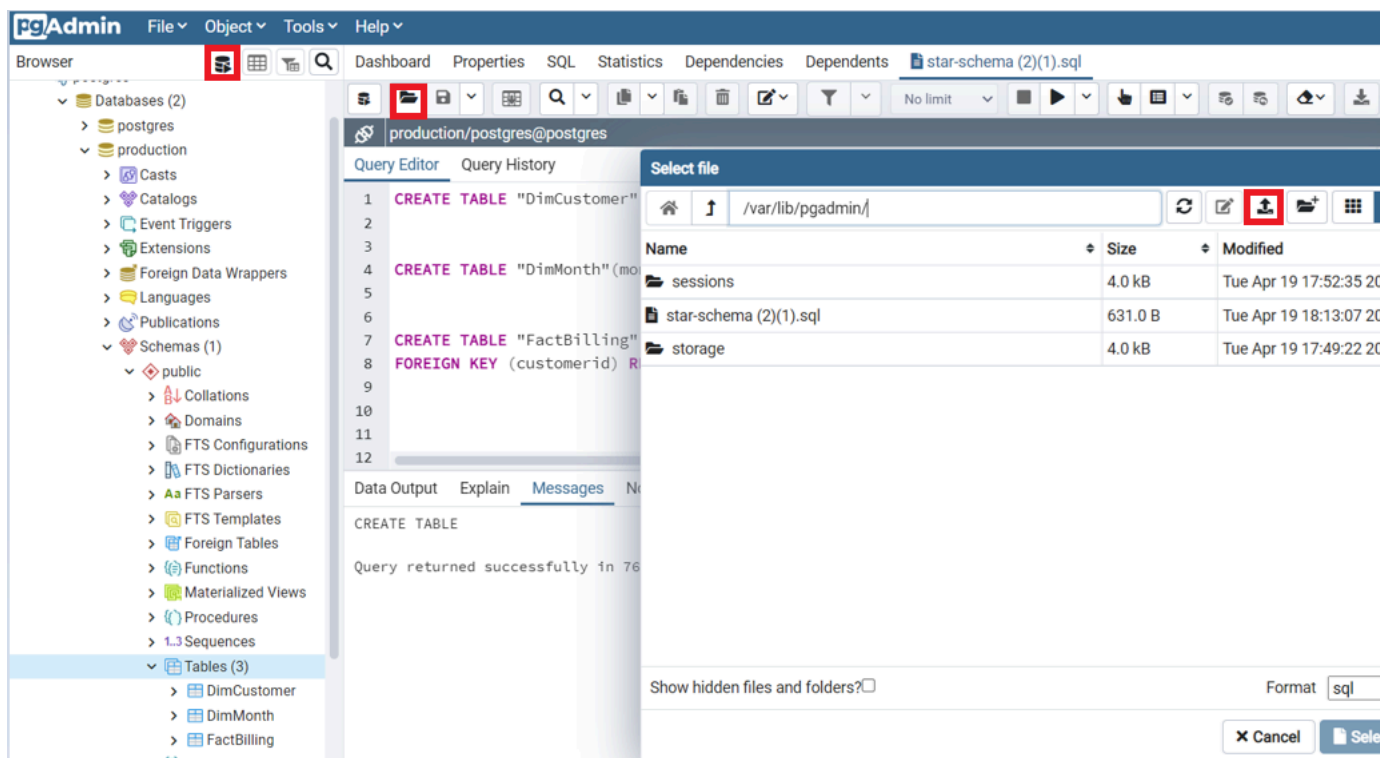 pgAdmin File Object Tools Help
Browser
Dashboard Properties SQL Statistics Dependencies Dependents star-schema (2)(1).sql
Databases (2)
postgres
production
Casts
Catalogs
Event Triggers
Extensions
Foreign Data Wrappers
Languages
Publications
Schemas (1)
public
Collations
Domains
FTS Configurations
FTS Dictionaries
Aa FTS Parsers
FTS Templates
Foreign Tables
Functions
Materialized Views
Procedures
1..3 Sequences
Tables (3)
DimCustomer
DimMonth
FactBilling
No limit
production/postgres@postgres
Query Editor Query History
1 CREATE TABLE "DimCustomer"
2
3
4 CREATE TABLE "DimMonth"(mo
5
6
7 CREATE TABLE "FactBilling"
8 FOREIGN KEY (customerid) R
9
10
11
12
Data Output Explain Messages
CREATE TABLE
Query returned successfully in 76
Select file
/var/lib/pgadmin/
Name Size Modified
sessions 4.0 kB Tue Apr 19 17:52:35 20
star-schema (2)(1).sql 631.0 B Tue Apr 19 18:13:07 20
storage 4.0 kB Tue Apr 19 17:49:22 20
Show hidden files and folders? Format sql
Cancel Sele